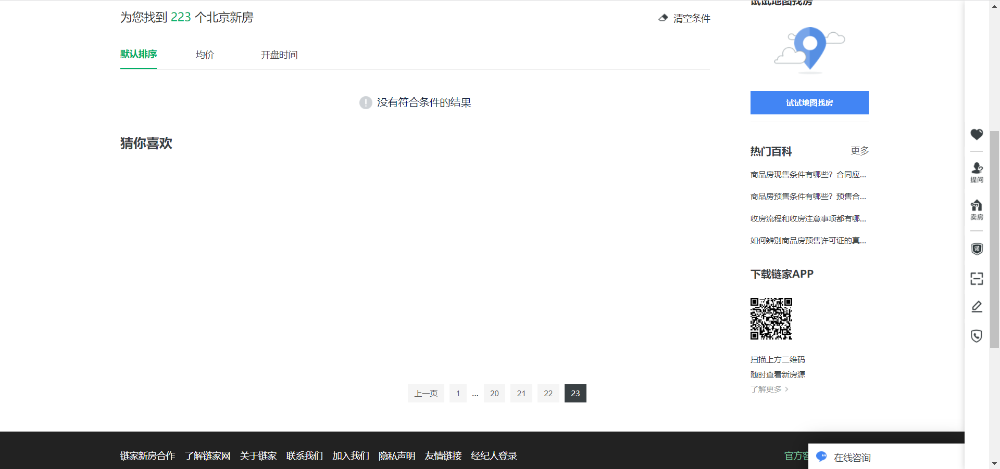 为您找到 223 个北京新房
清空条件
默认排序
均价
开盘时间
没有符合条件的结果
猜你喜欢
上一页
1
...
20
21
22
23
试试地图找房
试试地图找房
热门百科
更多
商品房现售条件有哪些？合同应...
商品房预售条件有哪些？预售合...
收房流程和收房注意事项都有哪...
如何辨别商品房预售许可证的真...
下载链家APP
扫描上方二维码
随时查看新房源
了解更多
提问
卖房
诺
链家新房合作 了解链家网 关于链家 联系我们 加入我们 隐私声明 友情链接 经纪人登录
官方客
在线咨询